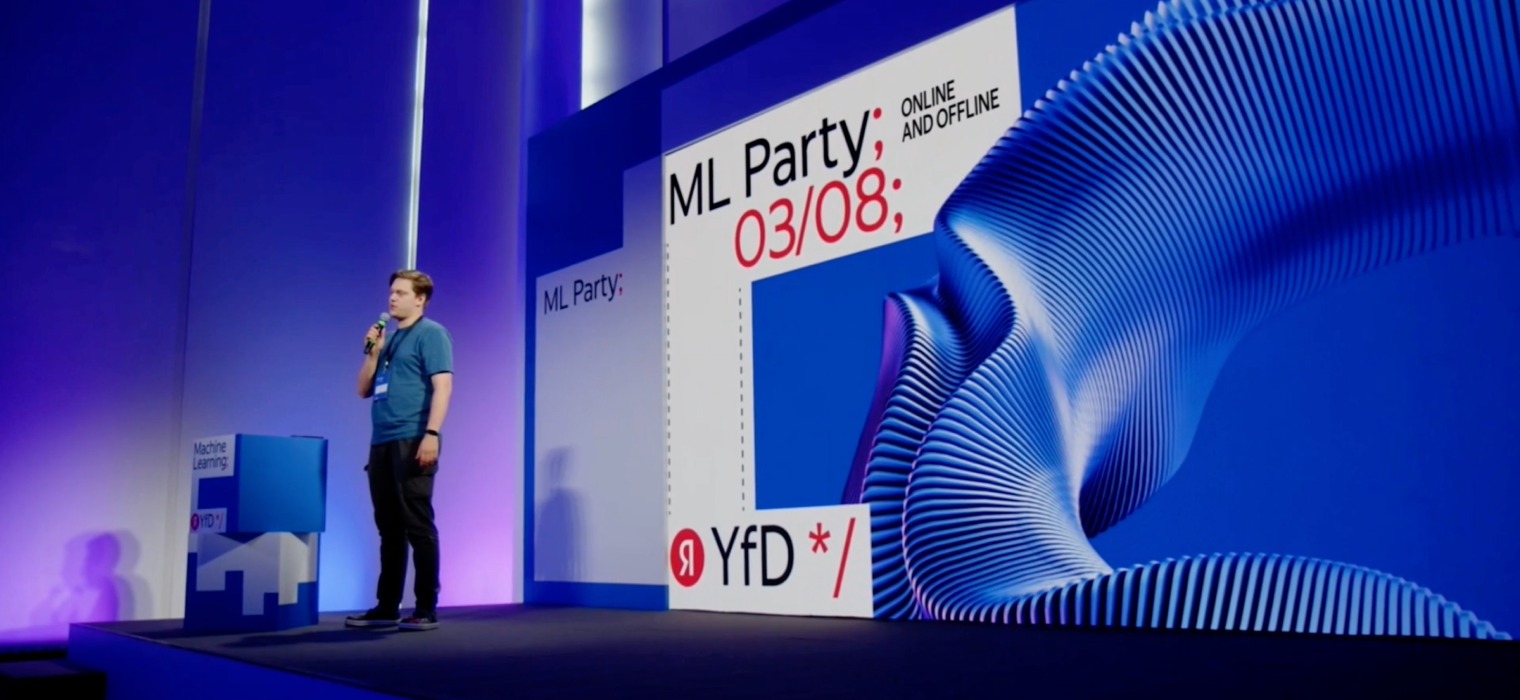 ML Party;
03/08;
ONLINE
AND OFFLINE
ML Party;
Machine
Learning;
Я YfD */
Я YfD */